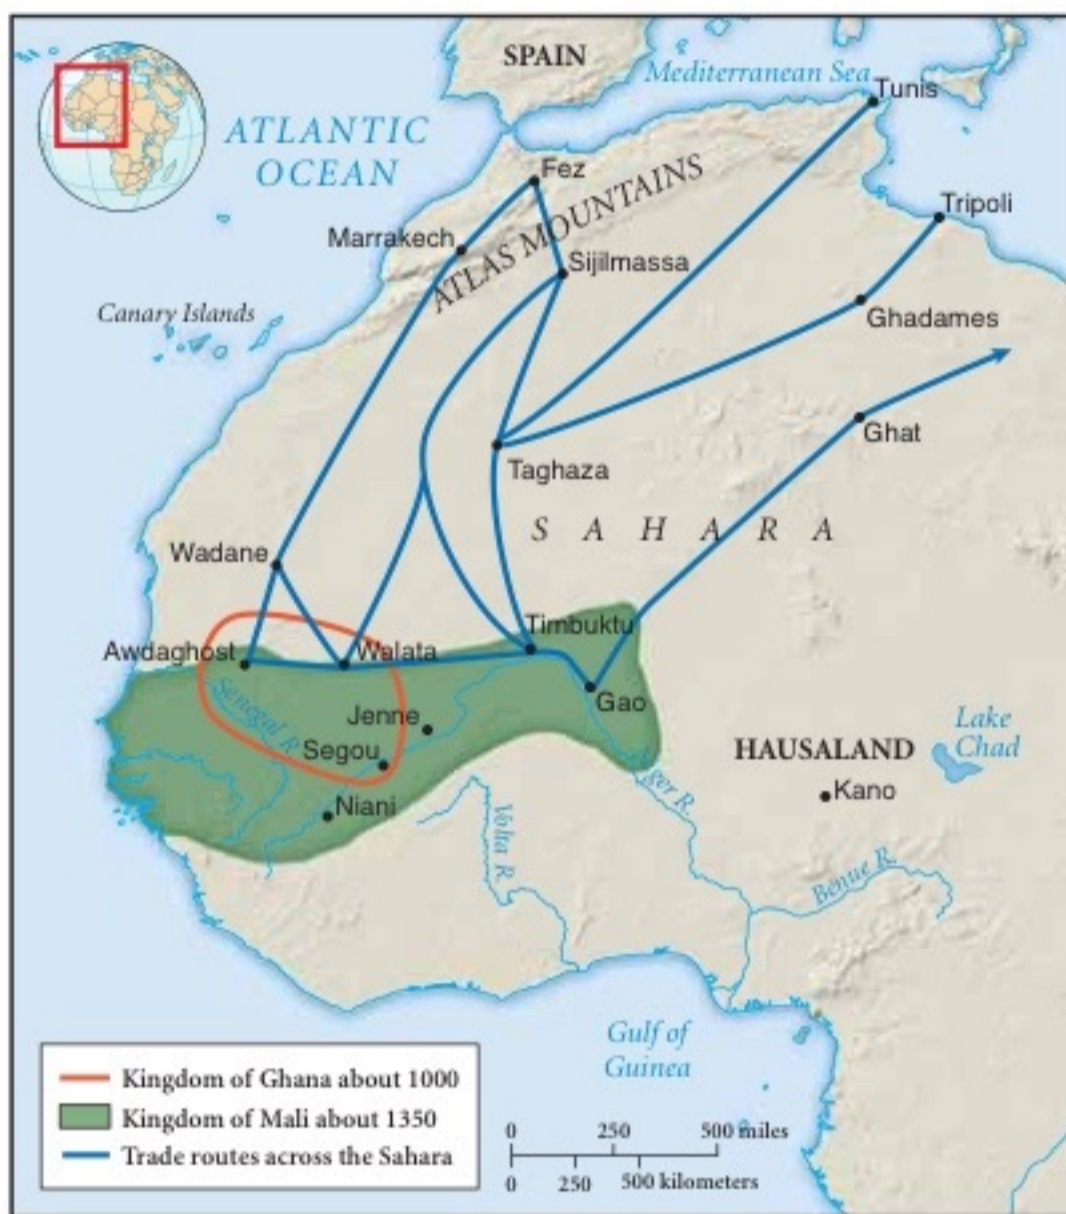 SPAIN
Mediterranean Sea
Tunis
ATLANTIC
OCEAN
Fez
ATLAS MOUNTAINS
Tripoli
Marrakech
Sijilmassa
Canary Islands
Ghadames
Ghat
Taghaza
SAHARA
Wadane
Timbuktu
Awdaghost
Walata
Senegal R.
Gao
Jenne
Segou
Lake
Chad
HAUSALAND
Kano
Niani
Volta R.
ger R.
Benue R.
Gulf of
Guinea
Kingdom of Ghana about 1000
Kingdom of Mali about 1350
Trade routes across the Sahara
0 250 500 miles
0 250 500 kilometers